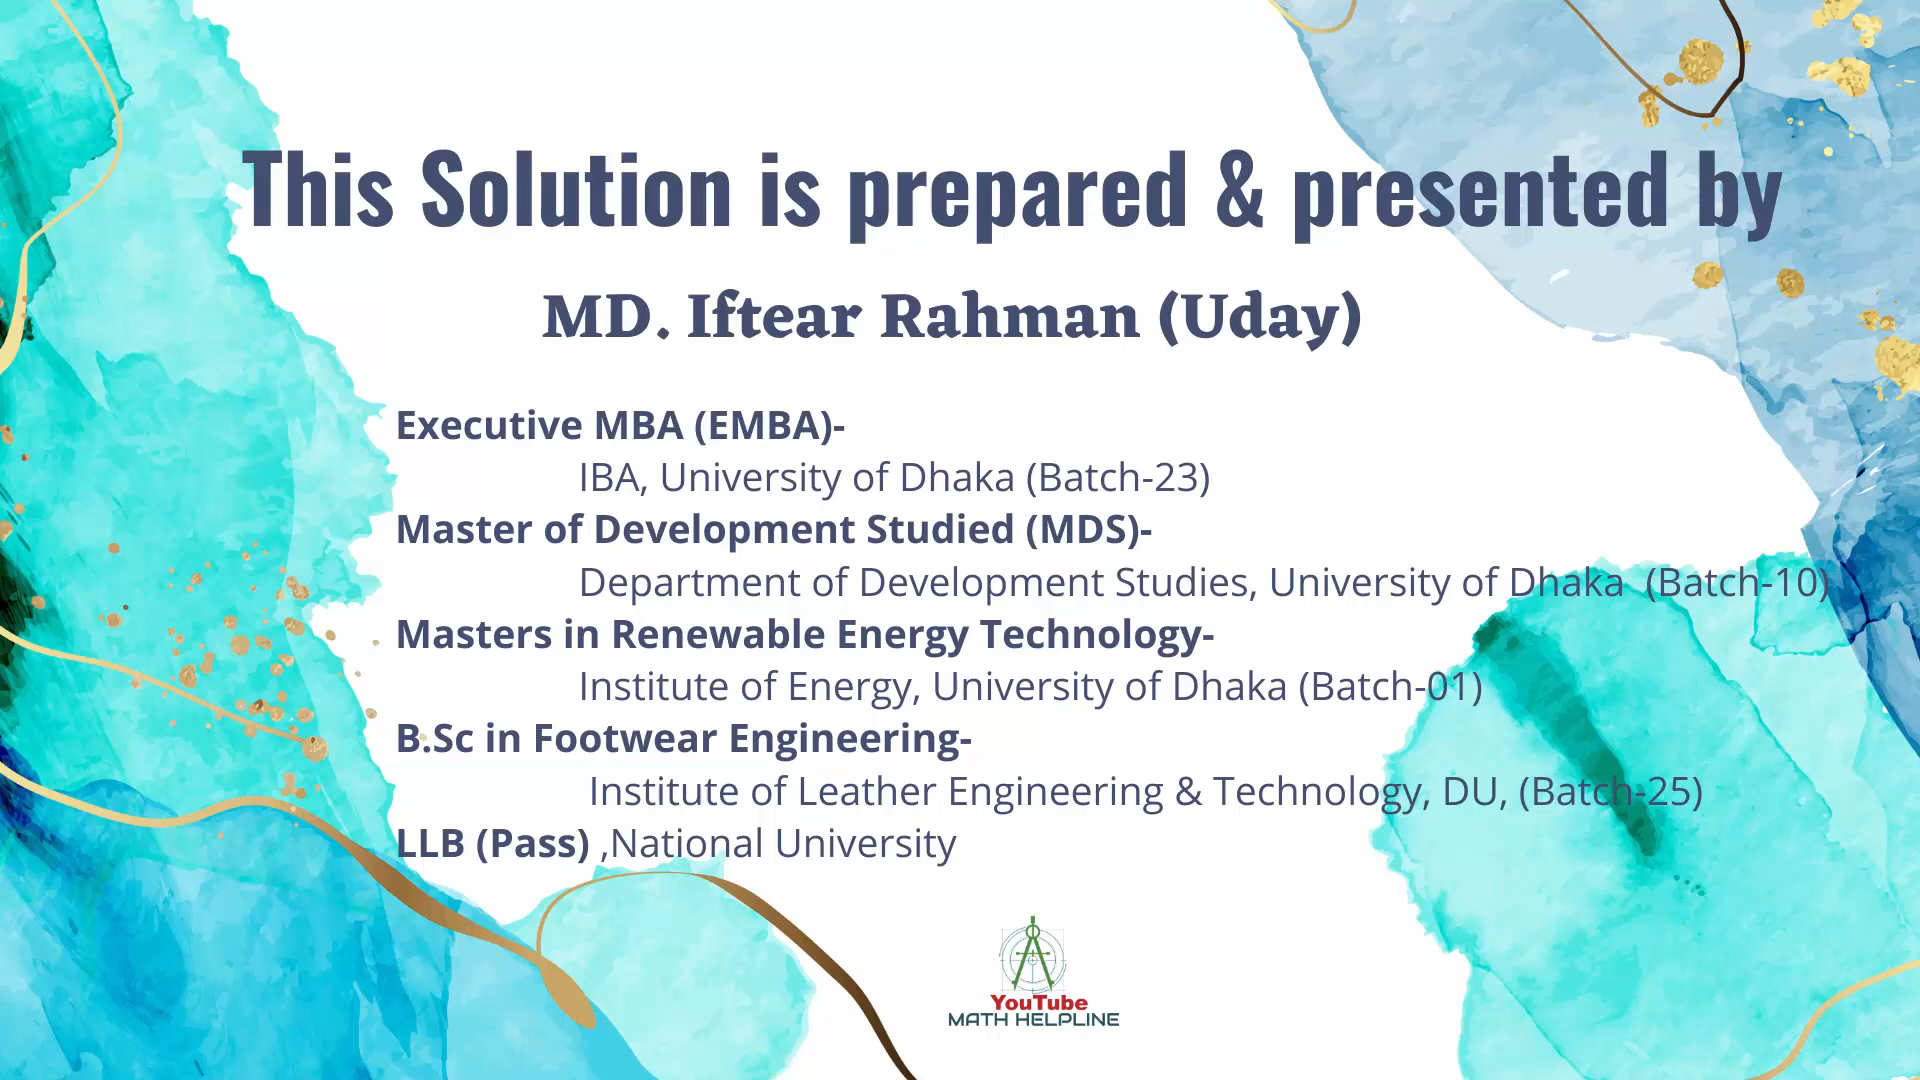 This Solution is prepared & presented by
MD. Iftear Rahman (Uday)
Executive MBA (EMBA)-
IBA, University of Dhaka (Batch-23)
Master of Development Studied (MDS)-
Department of Development Studies, University of Dhaka (Batch-10)
Masters in Renewable Energy Technology-
Institute of Energy, University of Dhaka (Batch-01)
B.Sc in Footwear Engineering-
Institute of Leather Engineering & Technology, DU, (Batch-25)
LLB (Pass) ,National University
YouTube
MATH HELPLINE